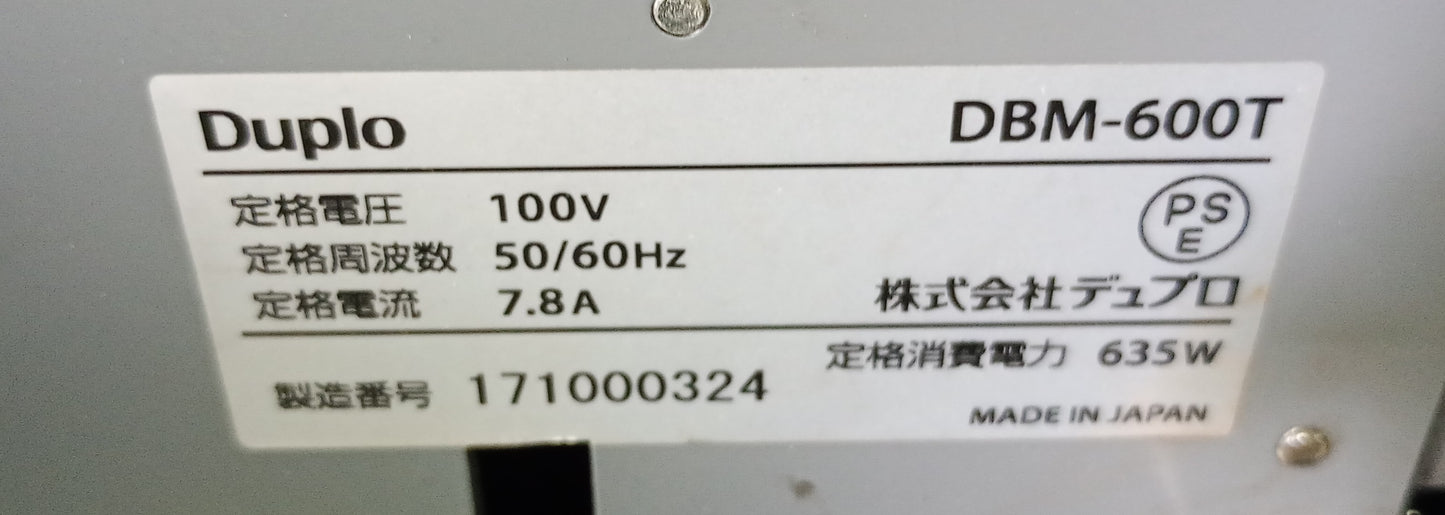 Duplo DBM-600T
定格電圧 100V
PS
E
定格周波数 50/60Hz
定格電流 7.8A 株式会社デュプロ
定格消費電力 635W
製造番号 171000324
MADE IN JAPAN